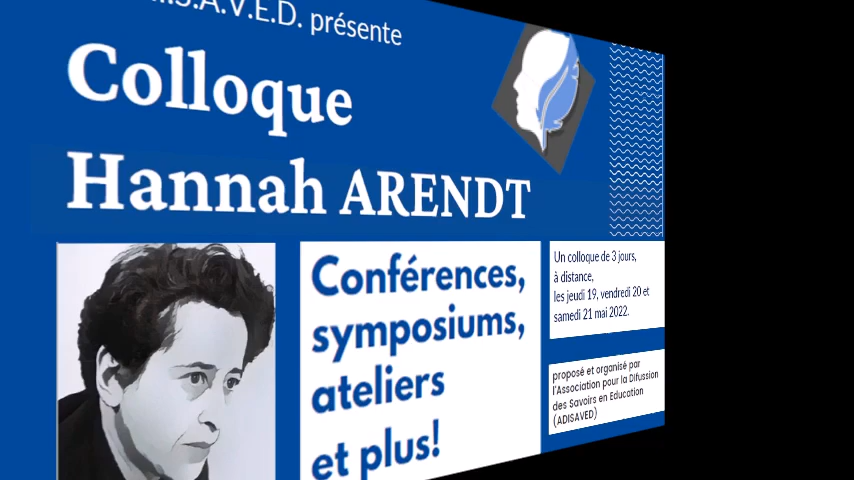 présente
Colloque
Hannah ARENDT
Conférences,
symposiums,
ateliers
et plus!
Un colloque de 3 jours,
à distance,
les jeudi 19, vendredi 20 et
samedi 21 mai 2022.
proposé et organisé par
l'Association pour la Difussion
des Savoirs en Education
(ADISAVED)